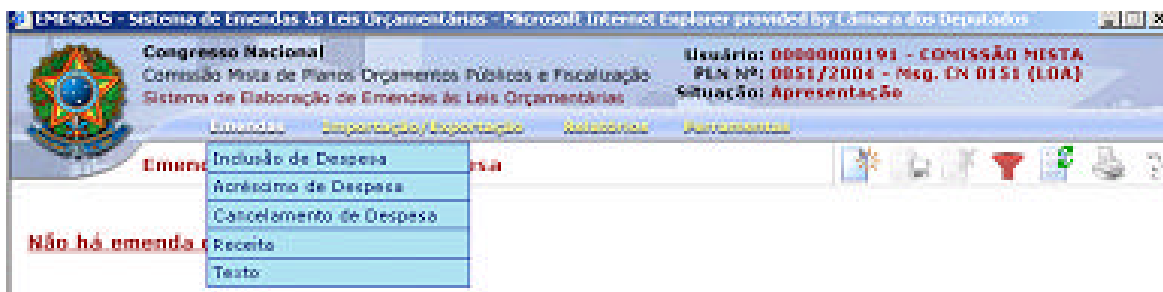 EMENDAS - Sistema de Emendas às Leis Orçamentárias - Microsoft Internet Explorer provided by Câmara dos Deputados
Congresso Nacional
Comissão Mista de Planos Orçamentos Públicos e Fiscalização
Sistema de Elaboração de Emendas às Leis Orçamentárias
Usuário: 00000000191 - COMISSÃO MISTA
PLN Nº: 0051/2004 - Msg. CN 0151 (LOA)
Situação: Apresentação
Emendas Importação/Exportação Relatórios Ferramentas
Inclusão de Despesa
Acréscimo de Despesa
Cancelamento de Despesa
Não há emenda
Receita
Texto